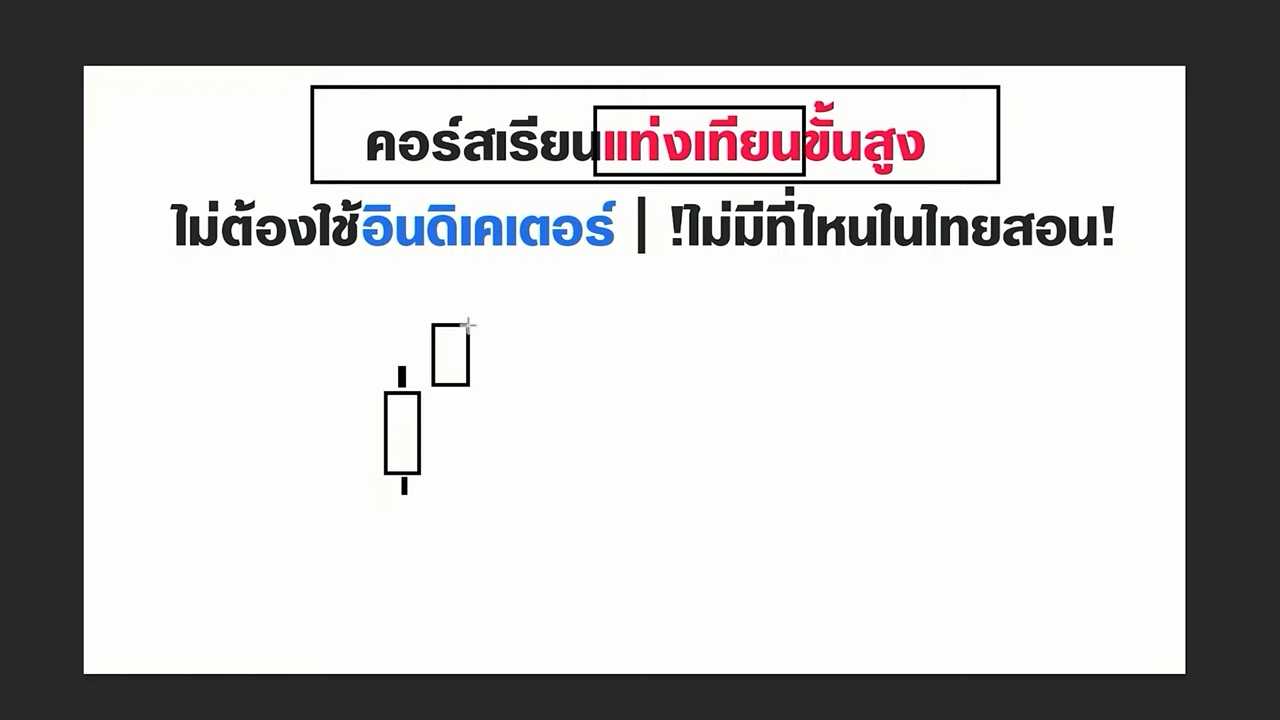 คอร์สเรียนแท่งเทียนขั้นสูง
ไม่ต้องใช้อินดิเคเตอร์ | !ไม่มีที่ไหนในไทยสอน!